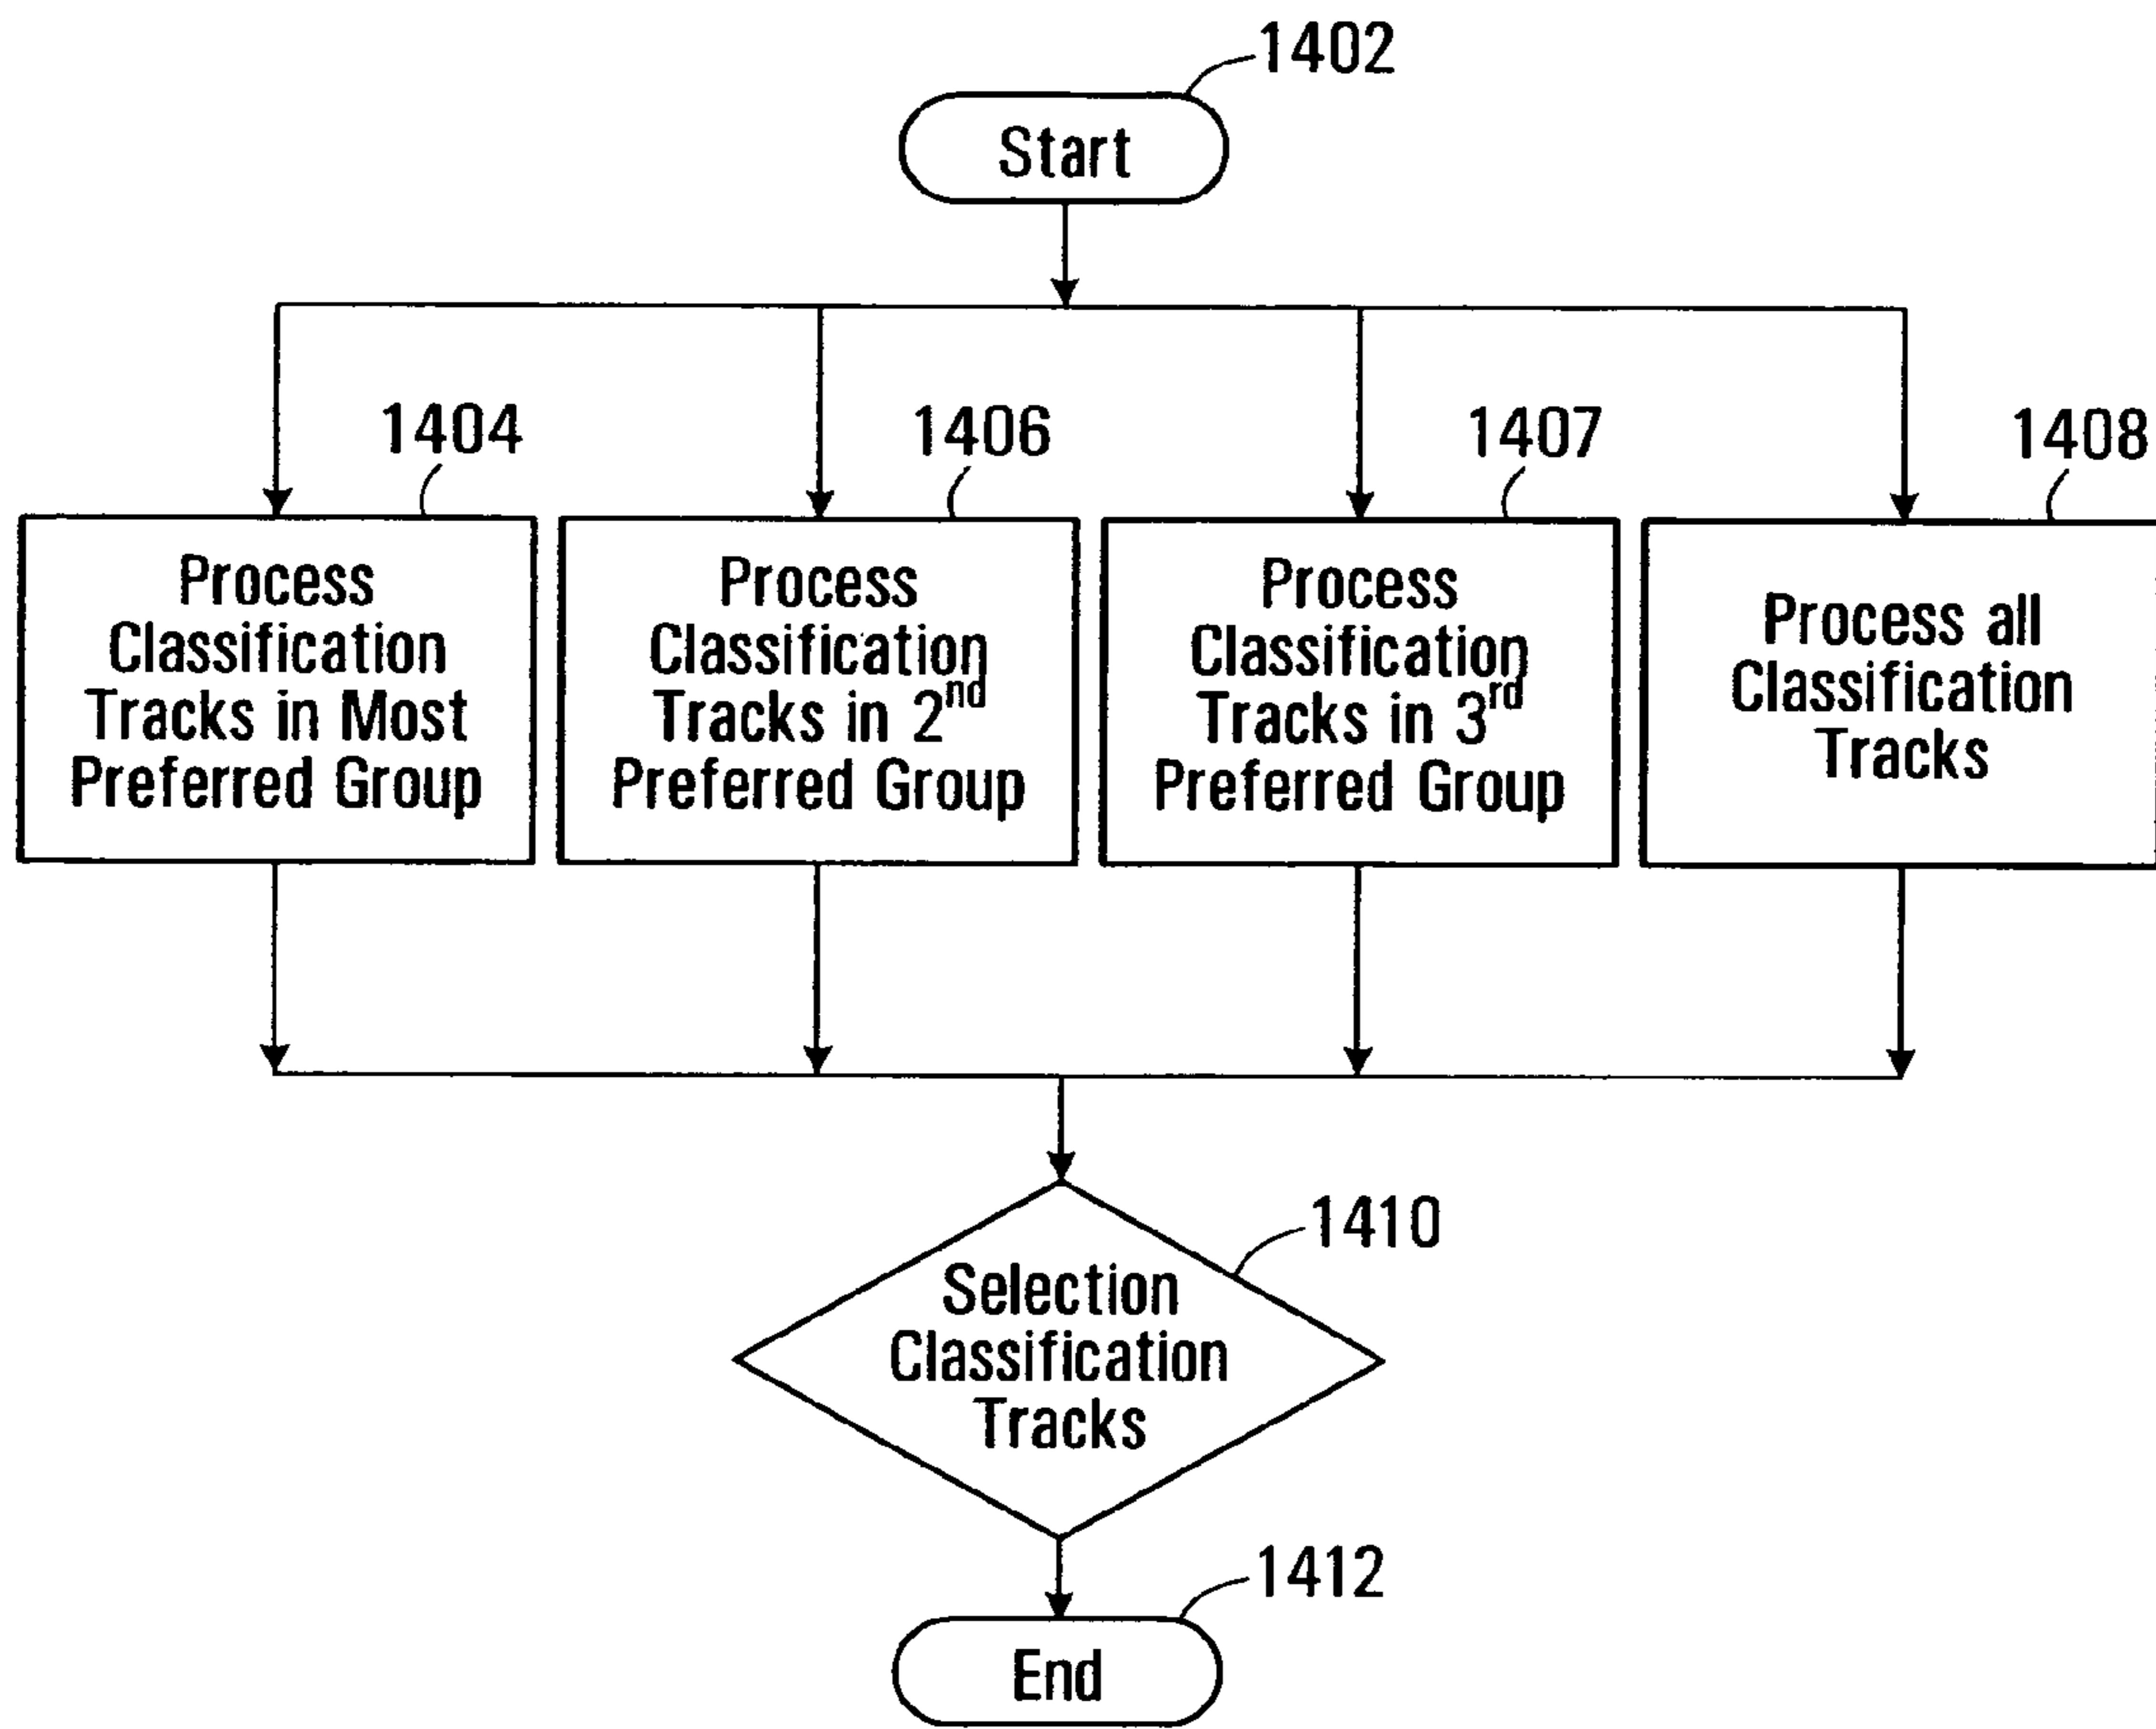 1402
Start
1404
1406
1407
1408
Process
Classification
Tracks in Most
Preferred Group
Process
Classification
Tracks in 2nd
Preferred Group
Process
Classification
Tracks in 3rd
Preferred Group
Process all
Classification
Tracks
1410
Selection
Classification
Tracks
1412
End